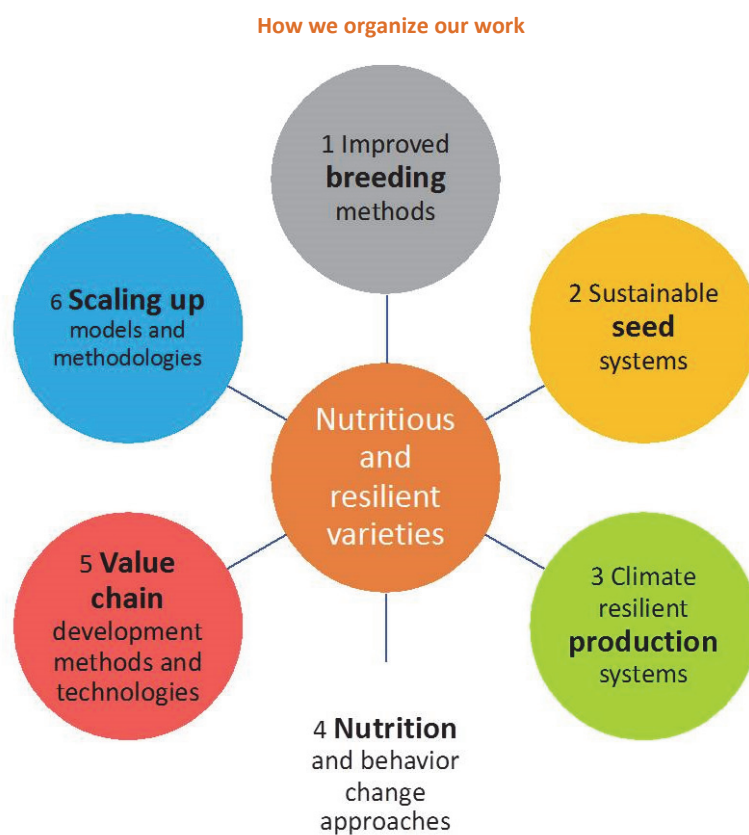 How we organize our work
1 Improved
breeding
methods
2 Sustainable
seed
systems
3 Climate
resilient
production
systems
4 Nutrition
and behavior
change
approaches
5 Value
chain
development
methods and
technologies
6 Scaling up
models and
methodologies
Nutritious
and
resilient
varieties